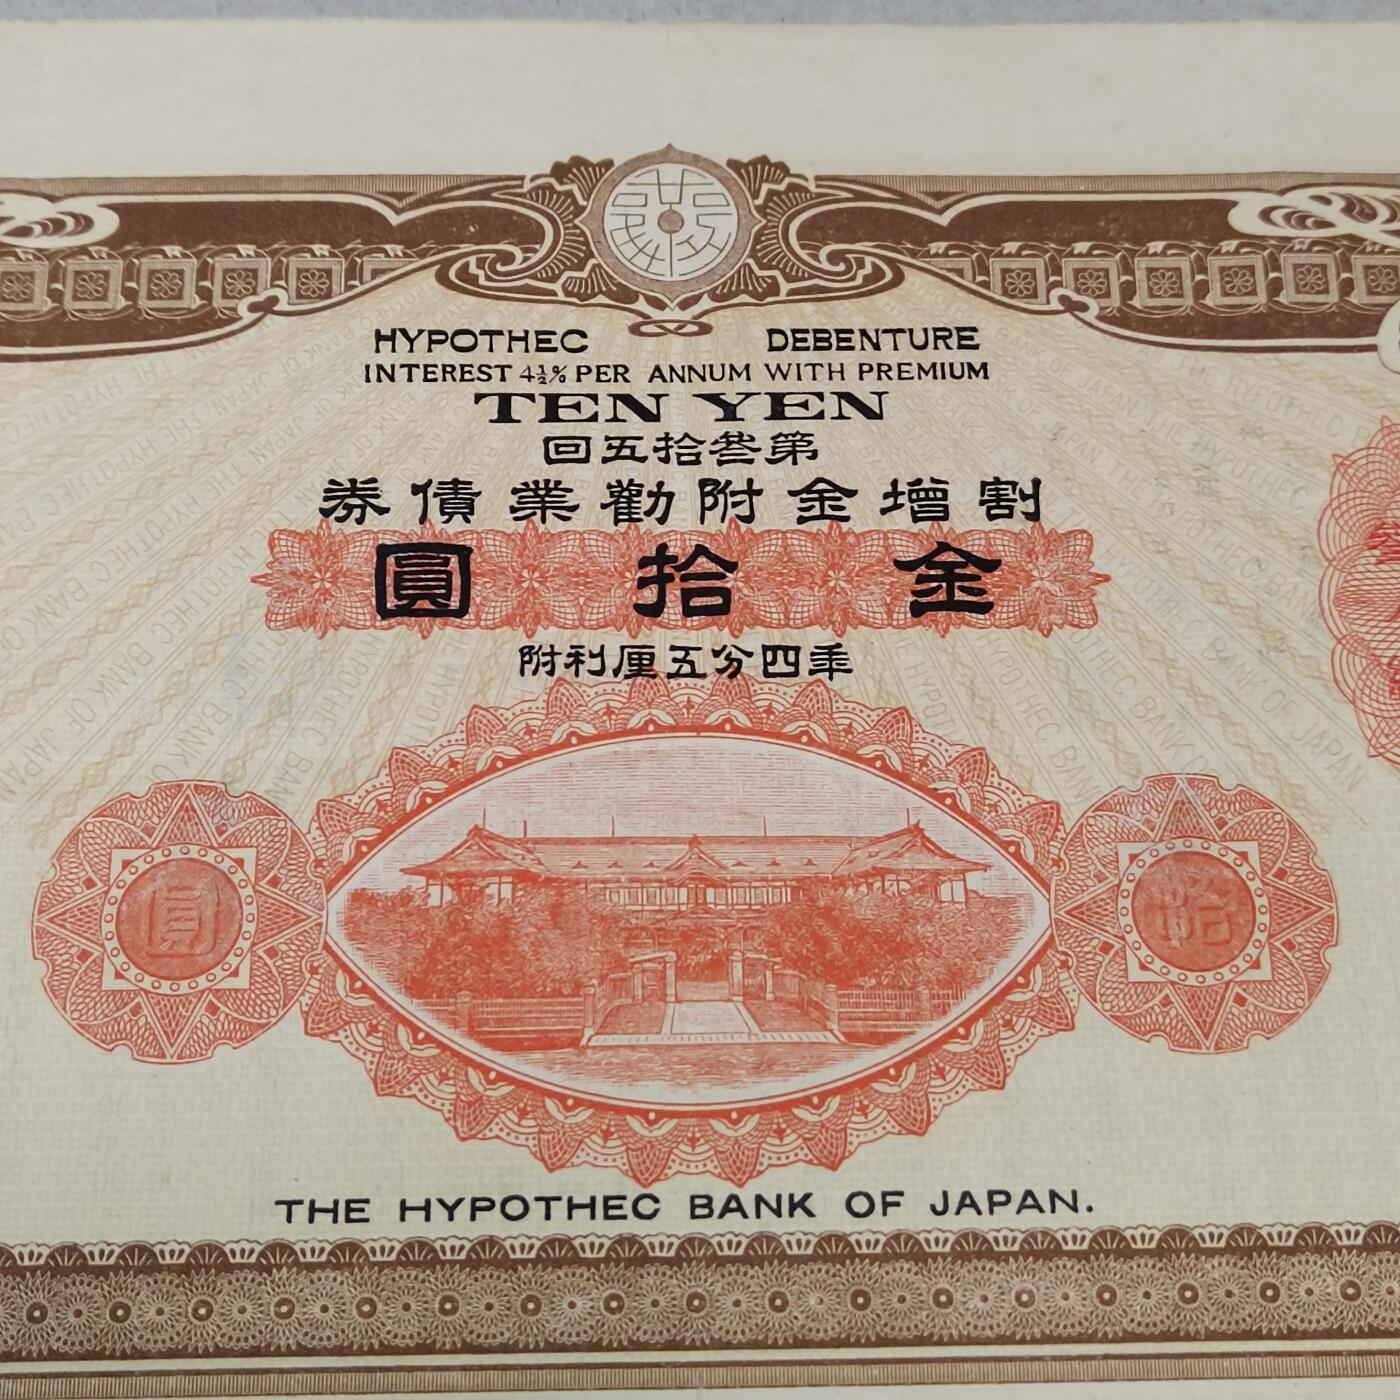 HYPOTHEC DEBENTURE
INTEREST 4½% PER ANNUM WITH PREMIUM
TEN YEN
第叄拾五回
割增金附勸業債券
金拾圓
年四分五厘利附
圓
拾
THE HYPOTHEC BANK OF JAPAN.